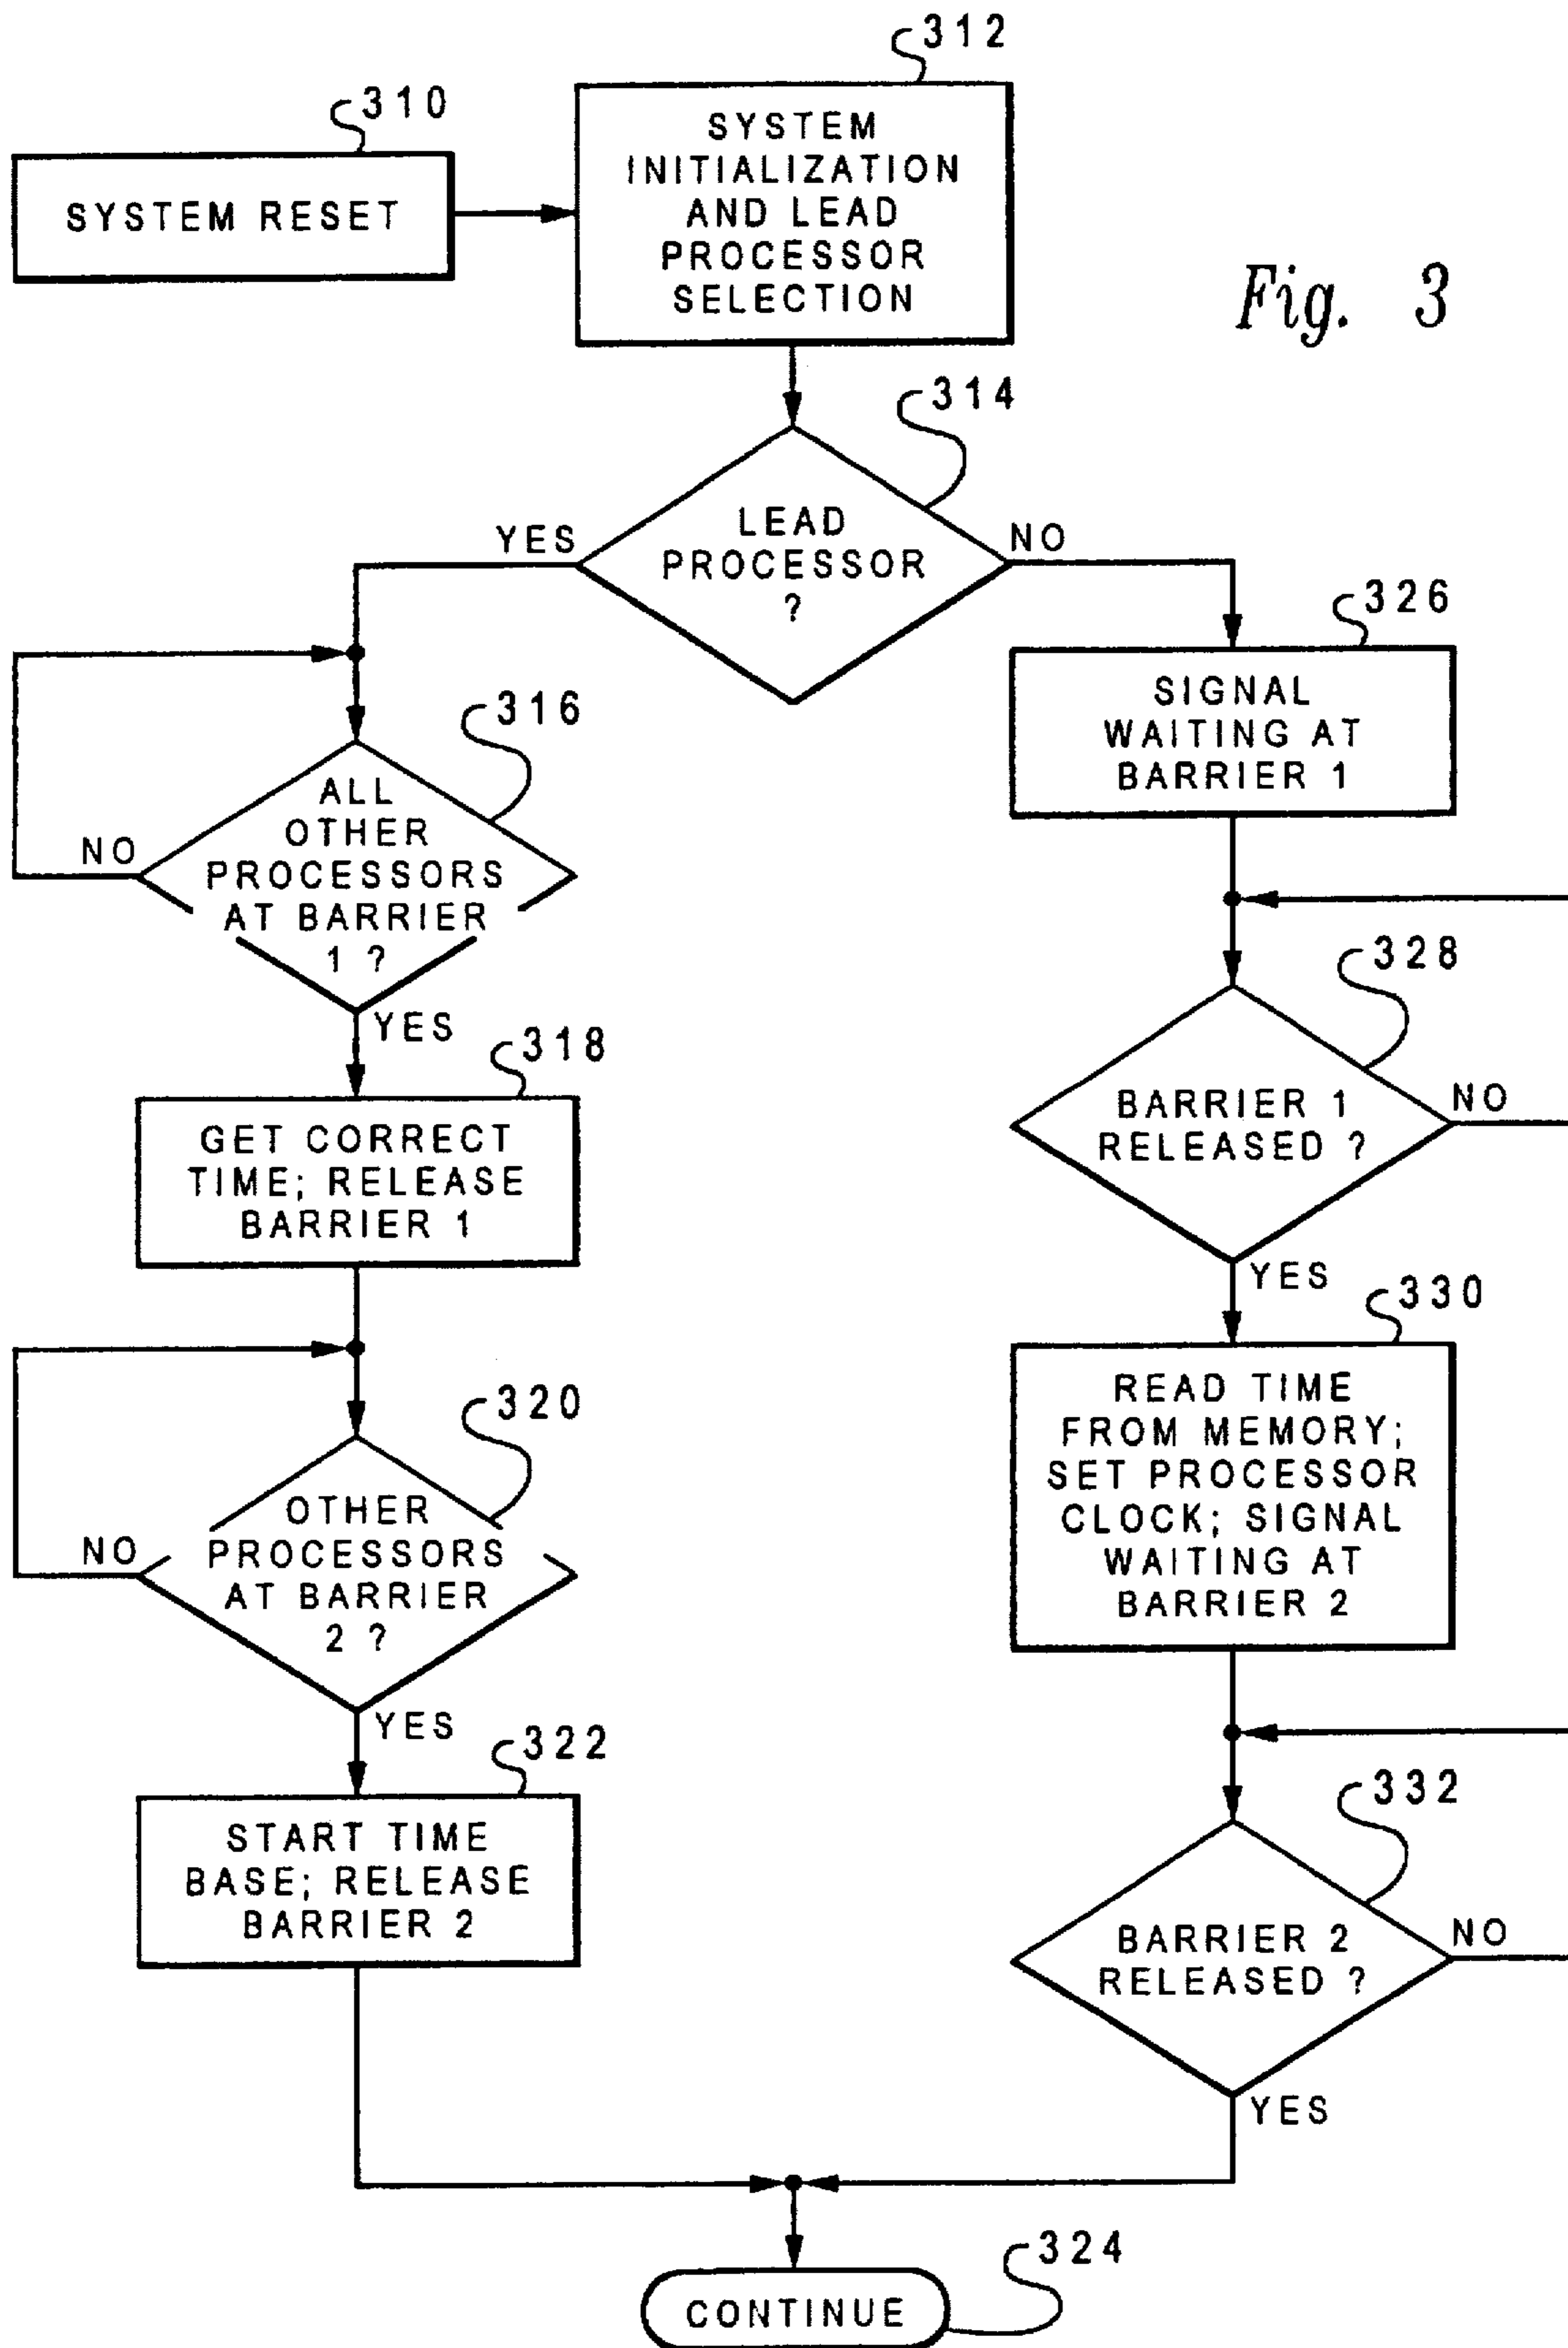 312
310
SYSTEM
INITIALIZATION
AND LEAD
PROCESSOR
SELECTION
SYSTEM RESET
Fig. 3
314
LEAD
PROCESSOR
?
YES
NO
316
ALL
OTHER
PROCESSORS
AT BARRIER
1 ?
NO
YES
318
GET CORRECT
TIME; RELEASE
BARRIER 1
320
OTHER
PROCESSORS
AT BARRIER
2 ?
NO
YES
322
START TIME
BASE; RELEASE
BARRIER 2
326
SIGNAL
WAITING AT
BARRIER 1
328
BARRIER 1
RELEASED ?
NO
YES
330
READ TIME
FROM MEMORY;
SET PROCESSOR
CLOCK; SIGNAL
WAITING AT
BARRIER 2
332
BARRIER 2
RELEASED ?
NO
YES
324
CONTINUE